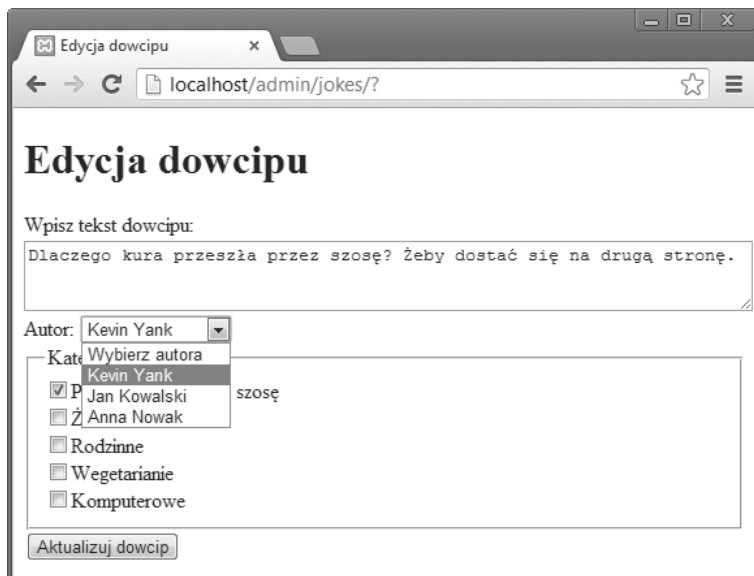 Edycja dowcipu
localhost/admin/jokes/?
Edycja dowcipu
Wpisz tekst dowcipu:
Dlaczego kura przeszła przez szosę? Żeby dostać się na drugą stronę.
Autor: Kevin Yank
Wybierz autora
Kevin Yank
Jan Kowalski
Anna Nowak
szosę
Rodzinne
Wegetarianie
Komputerowe
Aktualizuj dowcip